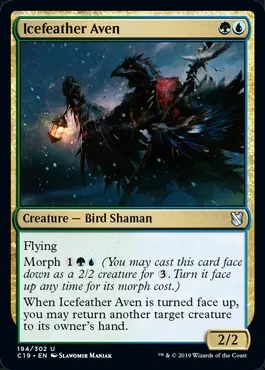 Icefeather Aven
Creature — Bird Shaman
Flying
Morph 1 (You may cast this card
face down as a 2/2 creature for 3. Turn it face
up any time for its morph cost.)
When Icefeather Aven is turned face up,
you may return another target creature
to its owner's hand.
2/2
194/302 U
C19 • EN Slawomir Maniak
™ & © 2019 Wizards of the Coast